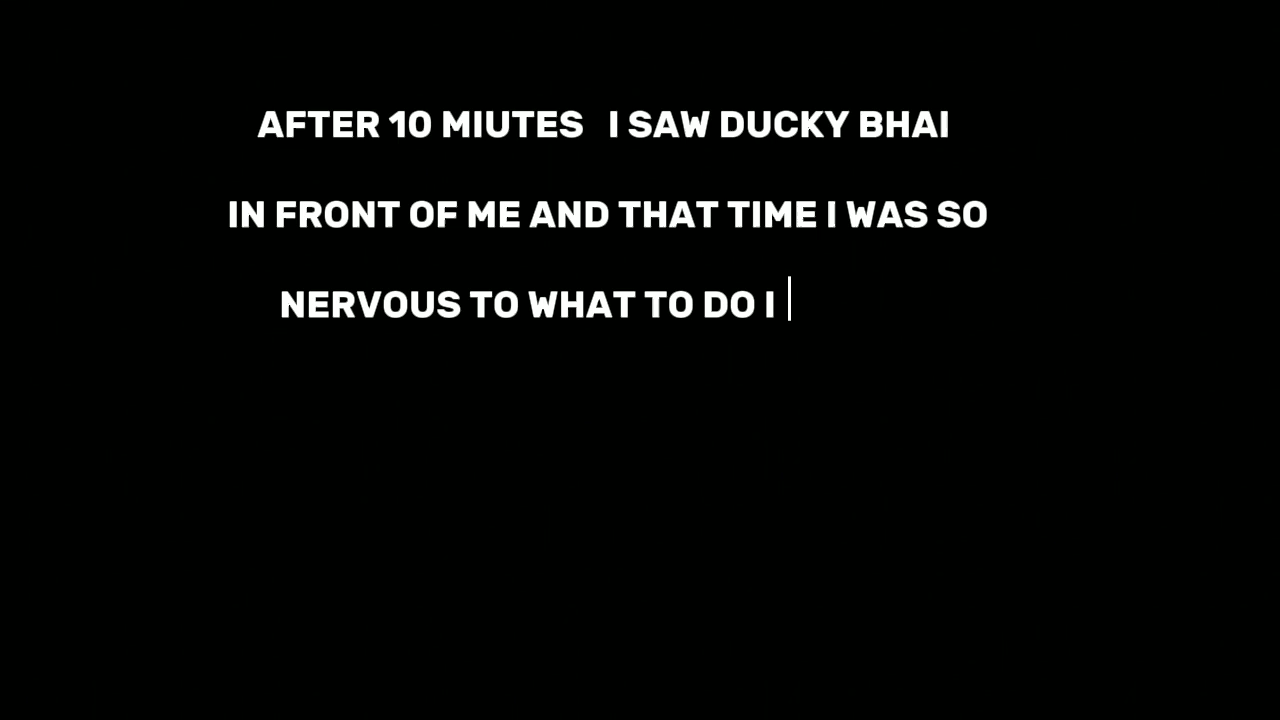 AFTER 10 MIUTES I SAW DUCKY BHAI
IN FRONT OF ME AND THAT TIME I WAS SO
NERVOUS TO WHAT TO DO I